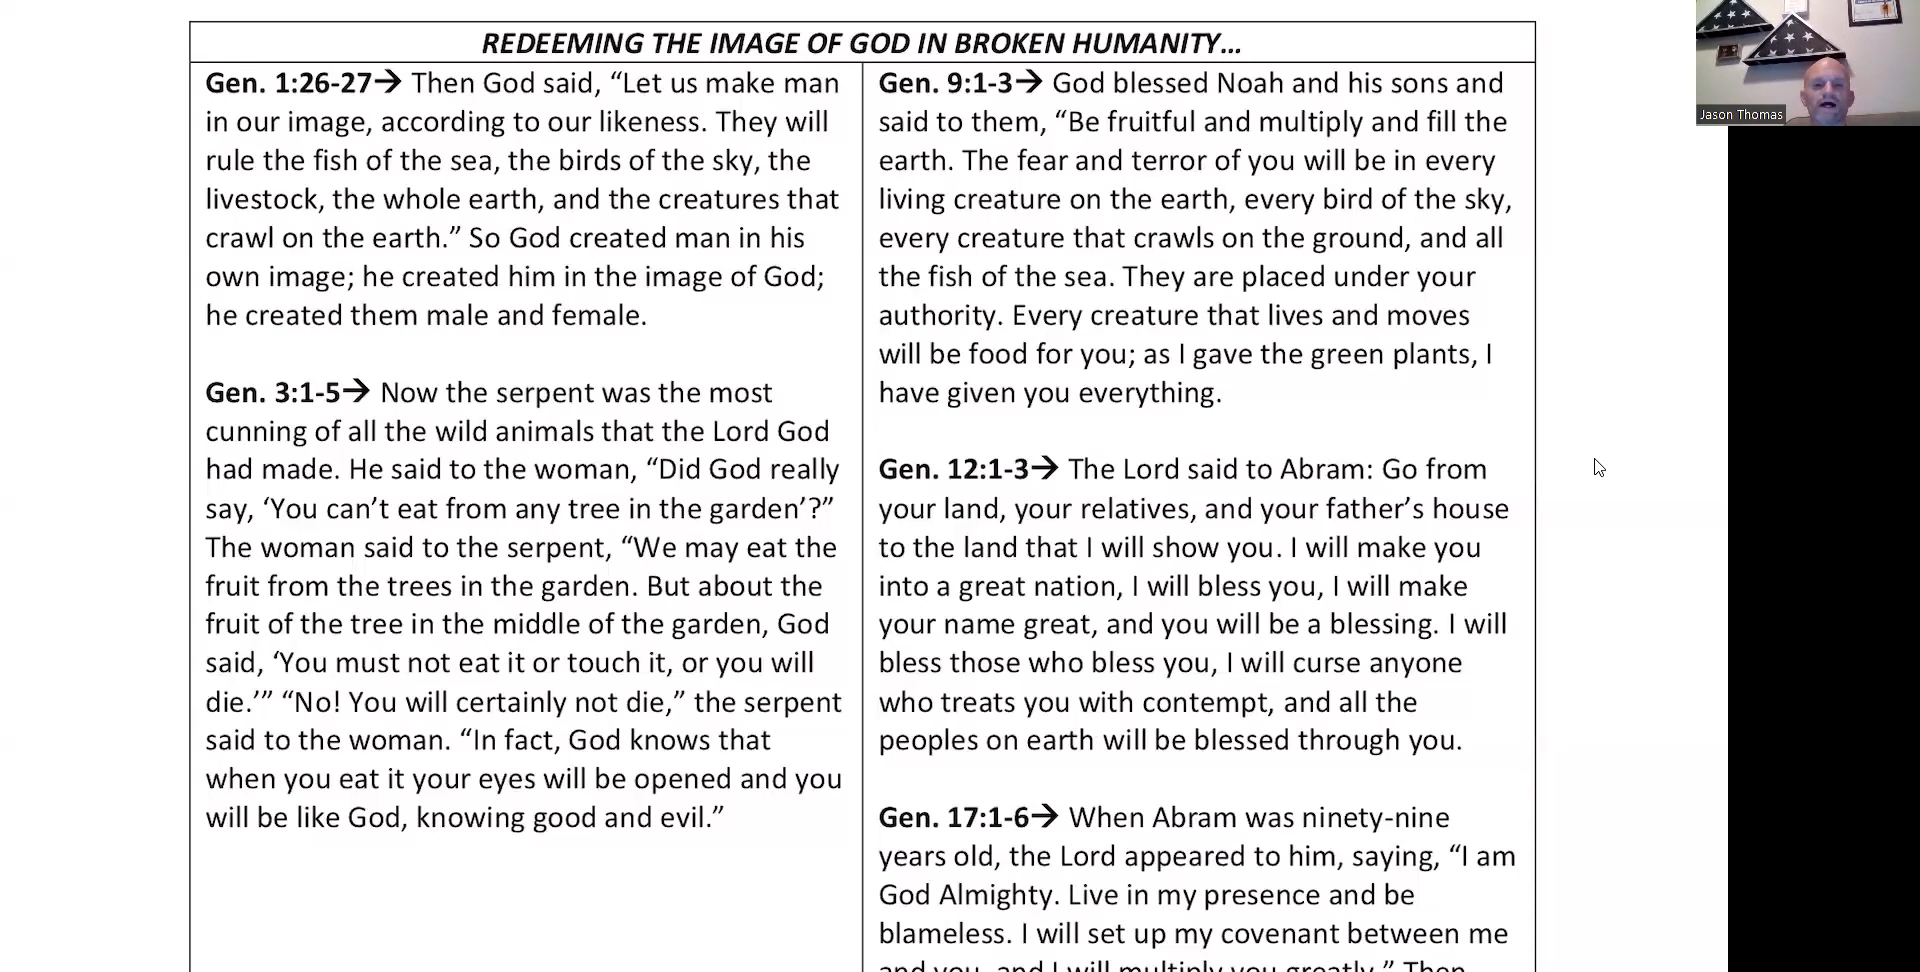 REDEEMING THE IMAGE OF GOD IN BROKEN HUMANITY…
Gen. 1:26-27→ Then God said, “Let us make man
in our image, according to our likeness. They will
rule the fish of the sea, the birds of the sky, the
livestock, the whole earth, and the creatures that
crawl on the earth.” So God created man in his
own image; he created him in the image of God;
he created them male and female.
Gen. 3:1-5→ Now the serpent was the most
cunning of all the wild animals that the Lord God
had made. He said to the woman, “Did God really
say, ‘You can’t eat from any tree in the garden’?”
The woman said to the serpent, “We may eat the
fruit from the trees in the garden. But about the
fruit of the tree in the middle of the garden, God
said, ‘You must not eat it or touch it, or you will
die.’” “No! You will certainly not die,” the serpent
said to the woman. “In fact, God knows that
when you eat it your eyes will be opened and you
will be like God, knowing good and evil.”
Gen. 9:1-3→ God blessed Noah and his sons and
said to them, “Be fruitful and multiply and fill the
earth. The fear and terror of you will be in every
living creature on the earth, every bird of the sky,
every creature that crawls on the ground, and all
the fish of the sea. They are placed under your
authority. Every creature that lives and moves
will be food for you; as I gave the green plants, I
have given you everything.
Gen. 12:1-3→ The Lord said to Abram: Go from
your land, your relatives, and your father’s house
to the land that I will show you. I will make you
into a great nation, I will bless you, I will make
your name great, and you will be a blessing. I will
bless those who bless you, I will curse anyone
who treats you with contempt, and all the
peoples on earth will be blessed through you.
Gen. 17:1-6→ When Abram was ninety-nine
years old, the Lord appeared to him, saying, “I am
God Almighty. Live in my presence and be
blameless. I will set up my covenant between me
and you, and I will multiply you greatly.” Then
Jason Thomas